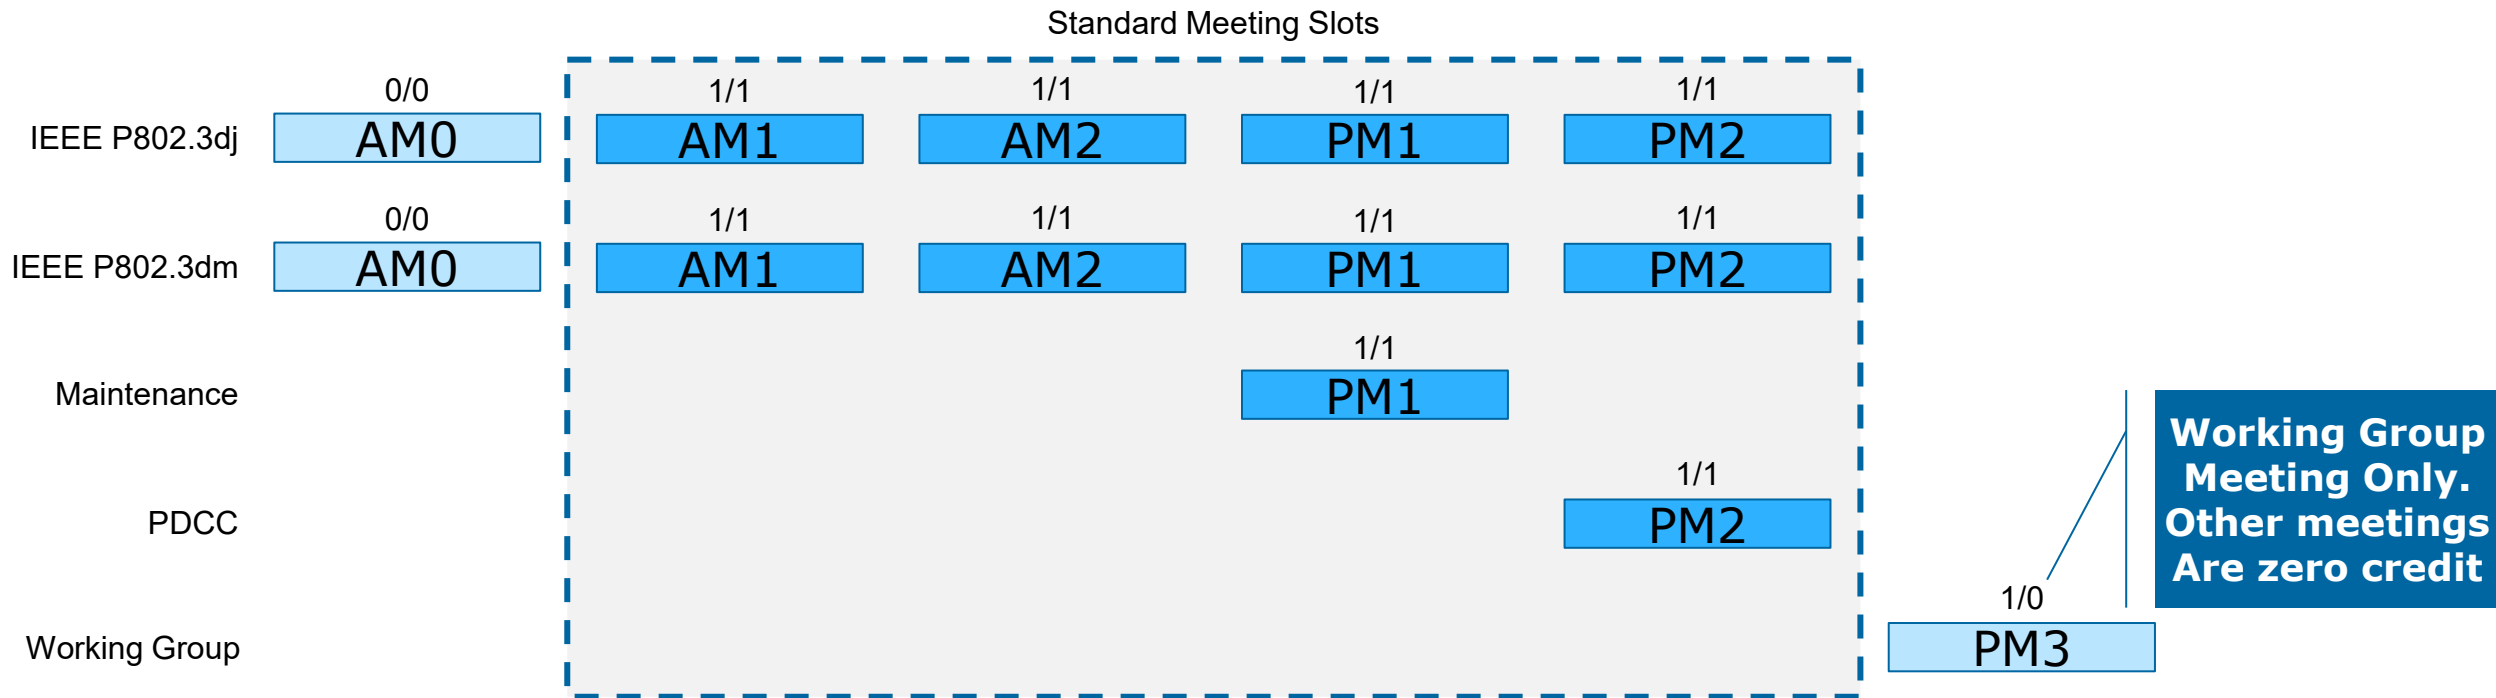 Standard Meeting Slots
0/0 1/1 1/1 1/1 1/1
IEEE P802.3dj AM0 AM1 AM2 PM1 PM2
0/0 1/1 1/1 1/1 1/1
IEEE P802.3dm AM0 AM1 AM2 PM1 PM2
1/1
Maintenance PM1
1/1
PDCC PM2
Working Group
Meeting Only.
Other meetings
Are zero credit
1/0
Working Group PM3